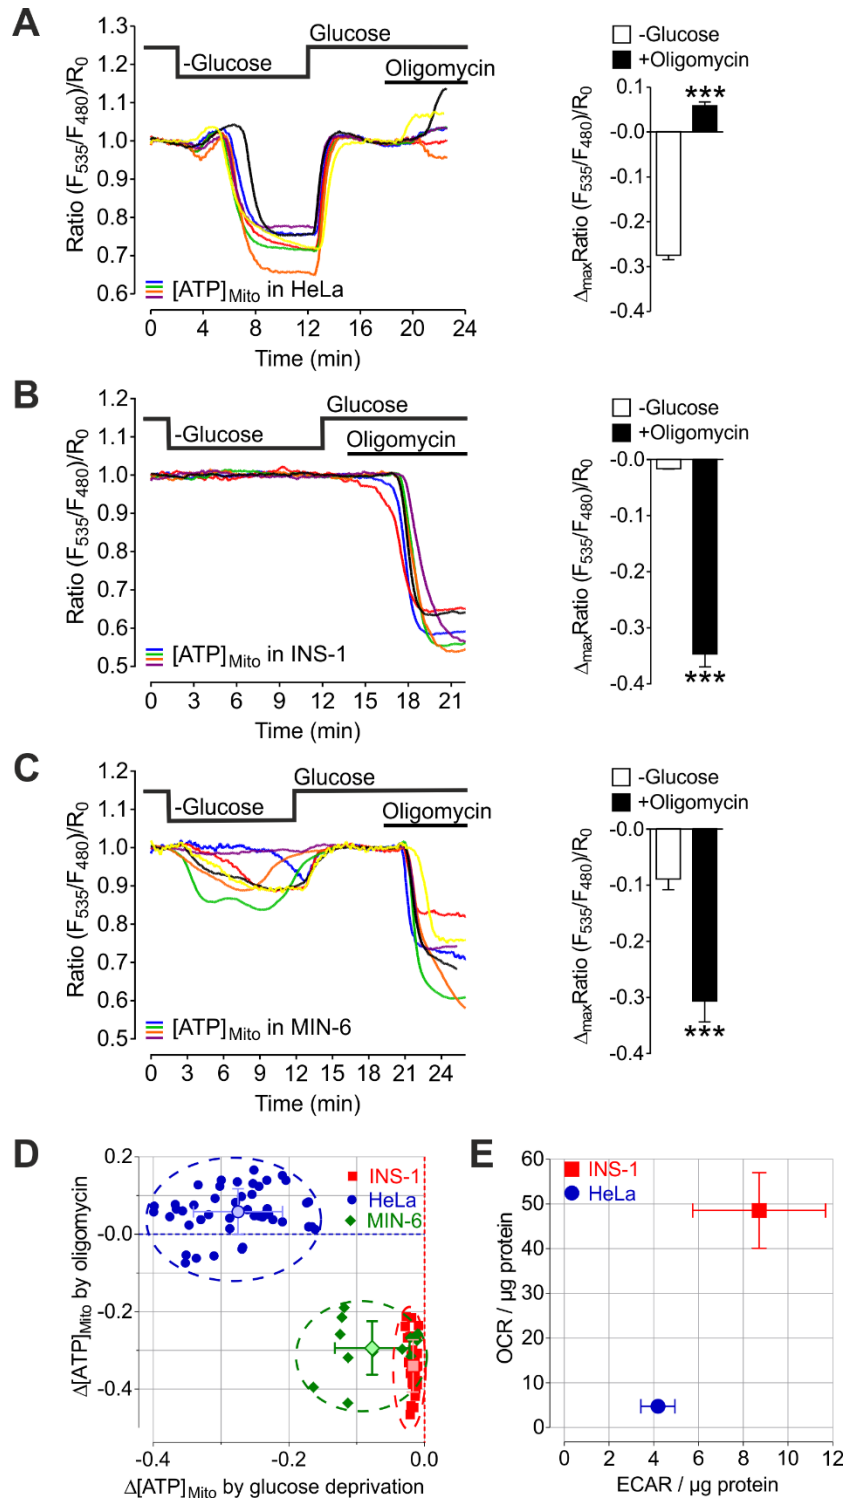 A
Ratio (F535/F480)/R0
1.3
1.2
1.1
1.0
0.9
0.8
0.7
0.6
-Glucose
Glucose
Oligomycin
[ATP]Mito in HeLa
0 4 8 12 16 20 24
Time (min)
-Glucose
+Oligomycin
ΔmaxRatio (F535/F480)/R0
0.1
-0.0
-0.1
-0.2
-0.3
-0.4
***
B
Ratio (F535/F480)/R0
1.2
1.1
1.0
0.9
0.8
0.7
0.6
0.5
-Glucose
Glucose
Oligomycin
[ATP]Mito in INS-1
0 3 6 9 12 15 18 21
Time (min)
-Glucose
+Oligomycin
ΔmaxRatio (F535/F480)/R0
-0.0
-0.1
-0.2
-0.3
-0.4
***
C
Ratio (F535/F480)/R0
1.2
1.1
1.0
0.9
0.8
0.7
0.6
0.5
-Glucose
Glucose
Oligomycin
[ATP]Mito in MIN-6
0 3 6 9 12 15 18 21 24
Time (min)
-Glucose
+Oligomycin
ΔmaxRatio (F535/F480)/R0
-0.0
-0.1
-0.2
-0.3
-0.4
***
D
Δ[ATP]Mito by oligomycin
0.2
-0.0
-0.2
-0.4
INS-1
HeLa
MIN-6
-0.4 -0.2 0.0
Δ[ATP]Mito by glucose deprivation
E
OCR / µg protein
60
50
40
30
20
10
0
INS-1
HeLa
0 2 4 6 8 10 12
ECAR / µg protein